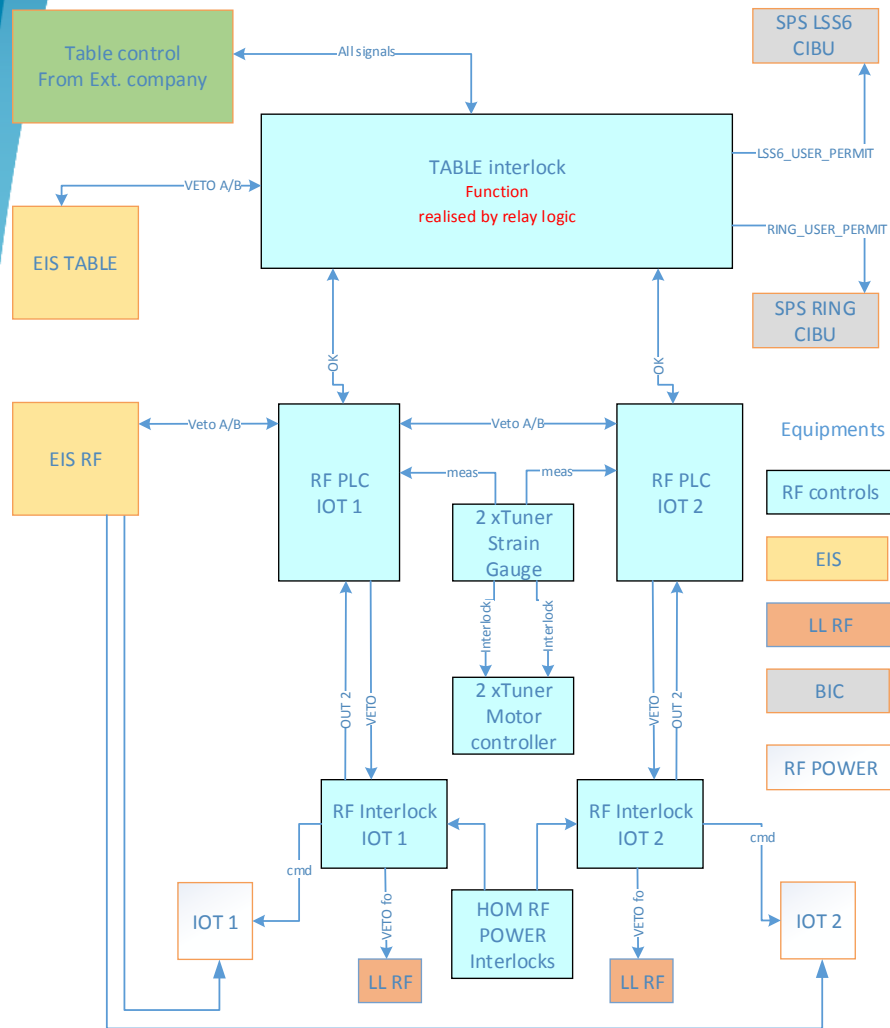 Table control
From Ext. company
All signals
SPS LSS6
CIBU
TABLE interlock
Function
realised by relay logic
LSS6_USER_PERMIT
VETO A/B
RING_USER_PERMIT
EIS TABLE
SPS RING
CIBU
OK
OK
EIS RF
Veto A/B
RF PLC
IOT 1
Veto A/B
RF PLC
IOT 2
meas
meas
2 xTuner
Strain
Gauge
Interlock
Interlock
2 xTuner
Motor
controller
OUT 2
VETO
VETO
OUT 2
RF Interlock
IOT 1
RF Interlock
IOT 2
cmd
cmd
IOT 1
VETO fo
HOM RF
POWER
Interlocks
VETO fo
IOT 2
LL RF
LL RF
Equipments
RF controls
EIS
LL RF
BIC
RF POWER